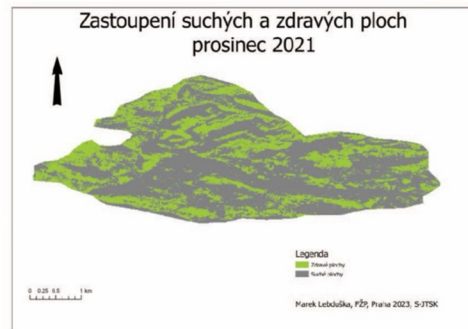 Zastoupení suchých a zdravých ploch
prosinec 2021
Legenda
Zdravé plochy
Suché plochy
0 0.25 0.5 1 km
Marek Lebduška, FŽP, Praha 2023, S-JTSK